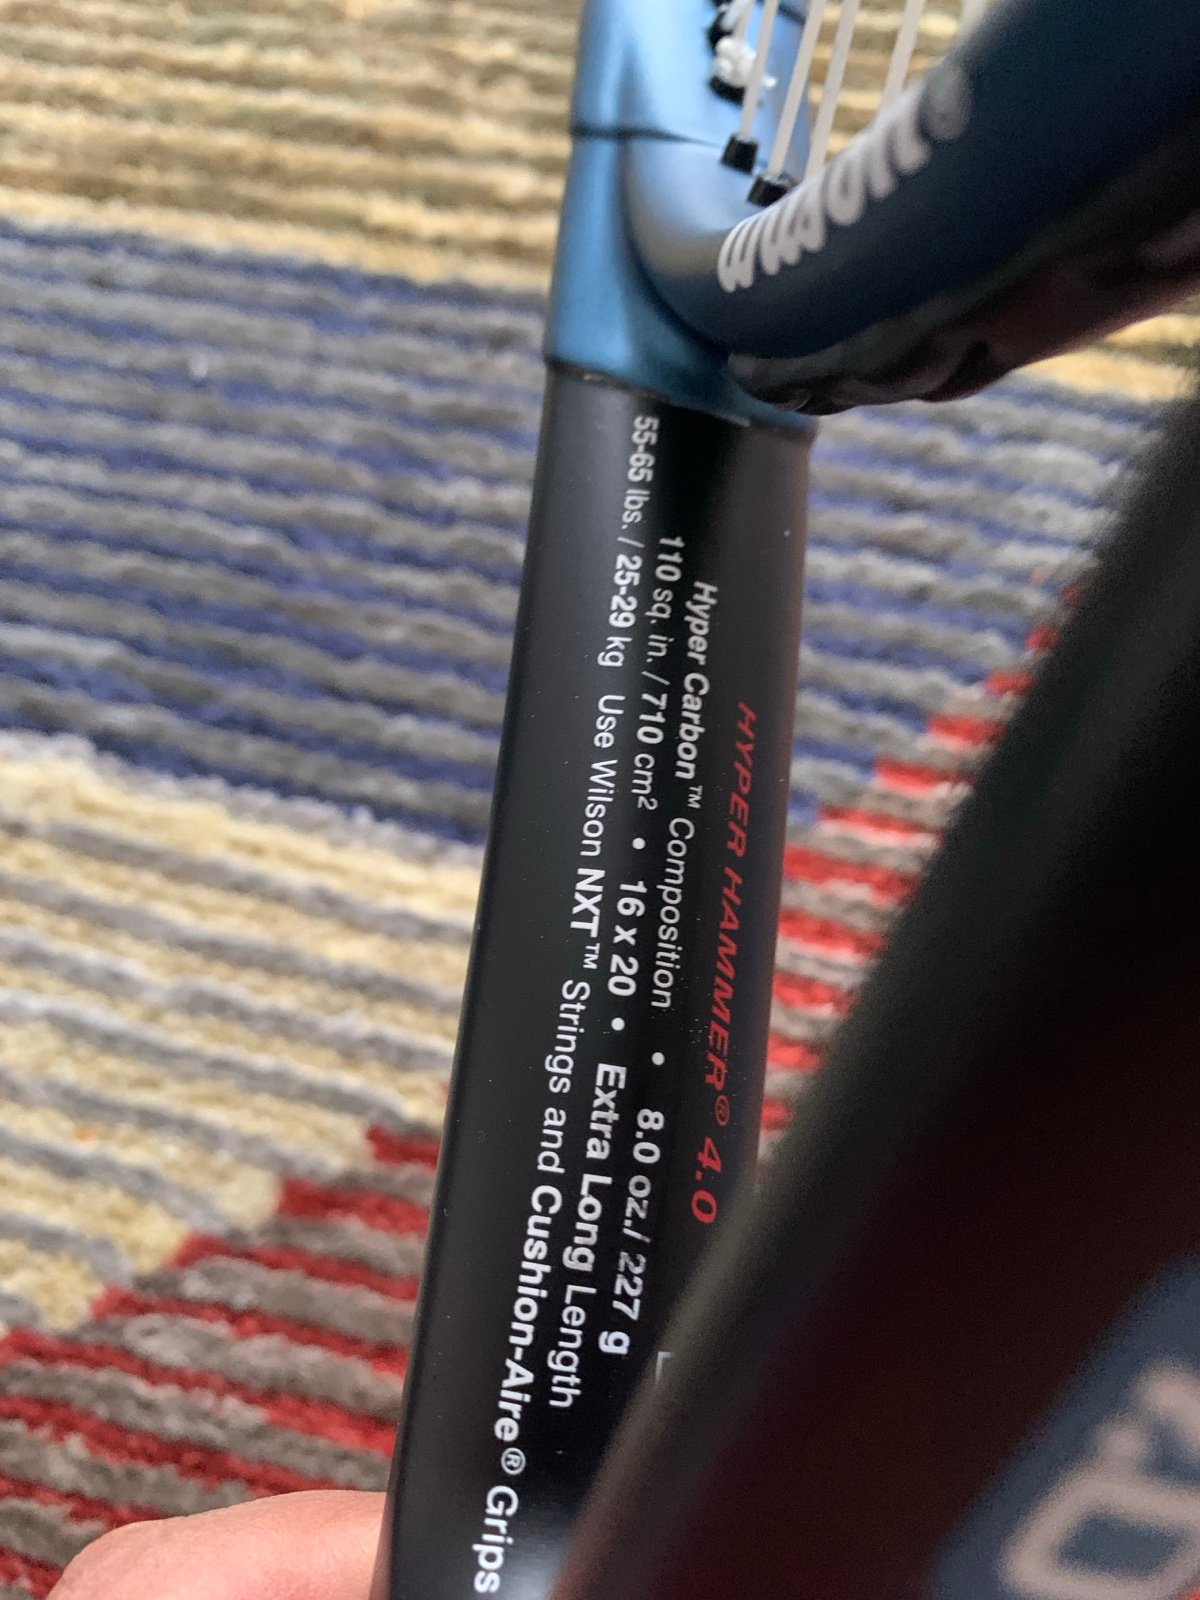 Wilson®
HYPER HAMMER® 4.0
Hyper Carbon™ Composition • 8.0 oz./ 227 g
110 sq. in. / 710 cm² • 16 x 20 • Extra Long Length
55-65 lbs. / 25-29 kg Use Wilson NXT™ Strings and Cushion-Aire® Grips